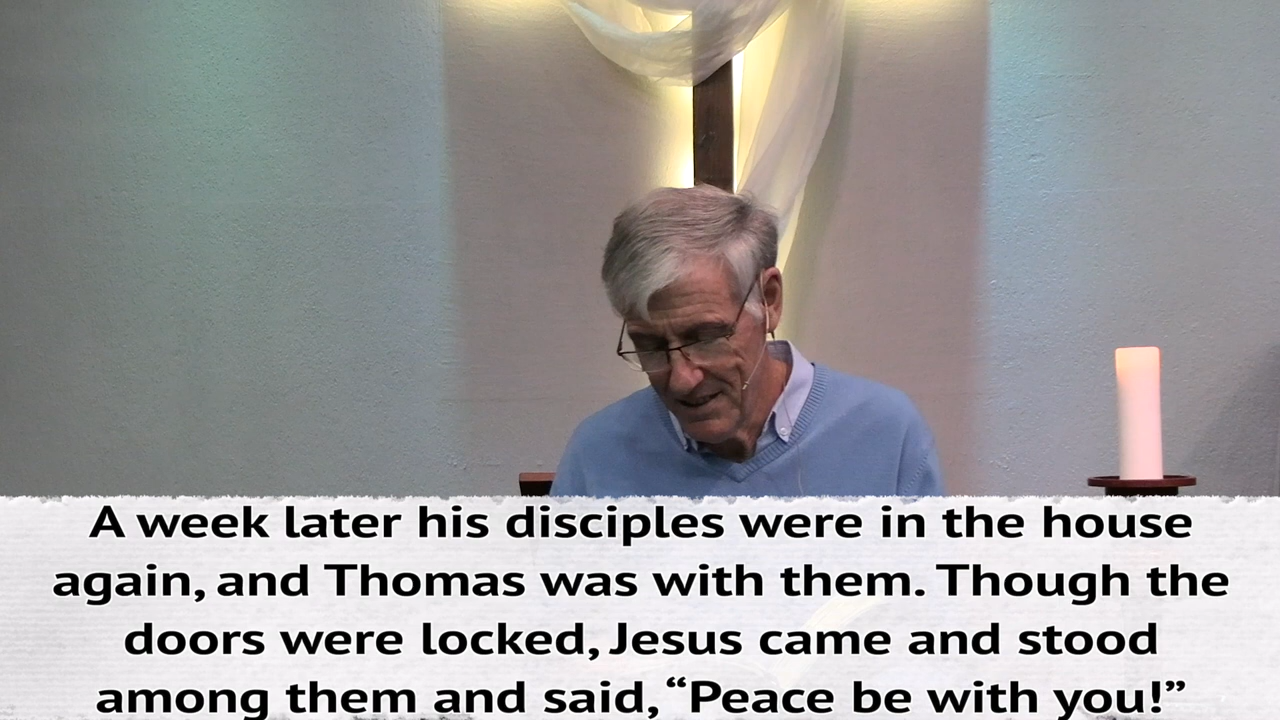 A week later his disciples were in the house
again, and Thomas was with them. Though the
doors were locked, Jesus came and stood
among them and said, “Peace be with you!”